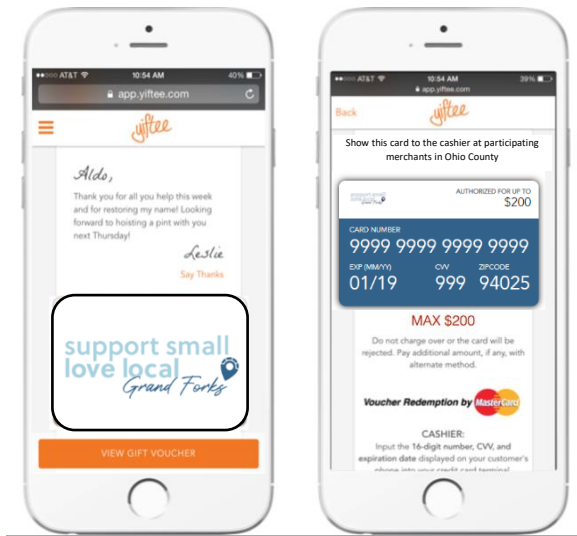 AT&T 10:54 AM 40%
app.yiftee.com
yiftee
Aldo,
Thank you for all you help this week
and for restoring my name! Looking
forward to hoisting a pint with you
next Thursday!
Leslie
Say Thanks
support small
love local
Grand Forks
VIEW GIFT VOUCHER
AT&T 10:54 AM 39%
app.yiftee.com
Back
yiftee
Show this card to the cashier at participating
merchants in Ohio County
support small
love local
Grand Forks
AUTHORIZED FOR UP TO
$200
CARD NUMBER
9999 9999 9999 9999
EXP (MM/YY) CVV ZIPCODE
01/19 999 94025
MAX $200
Do not charge over or the card will be
rejected. Pay additional amount, if any, with
alternate method.
Voucher Redemption by MasterCard
CASHIER:
Input the 16-digit number, CVV, and
expiration date displayed on your customer's
phone into your credit card terminal